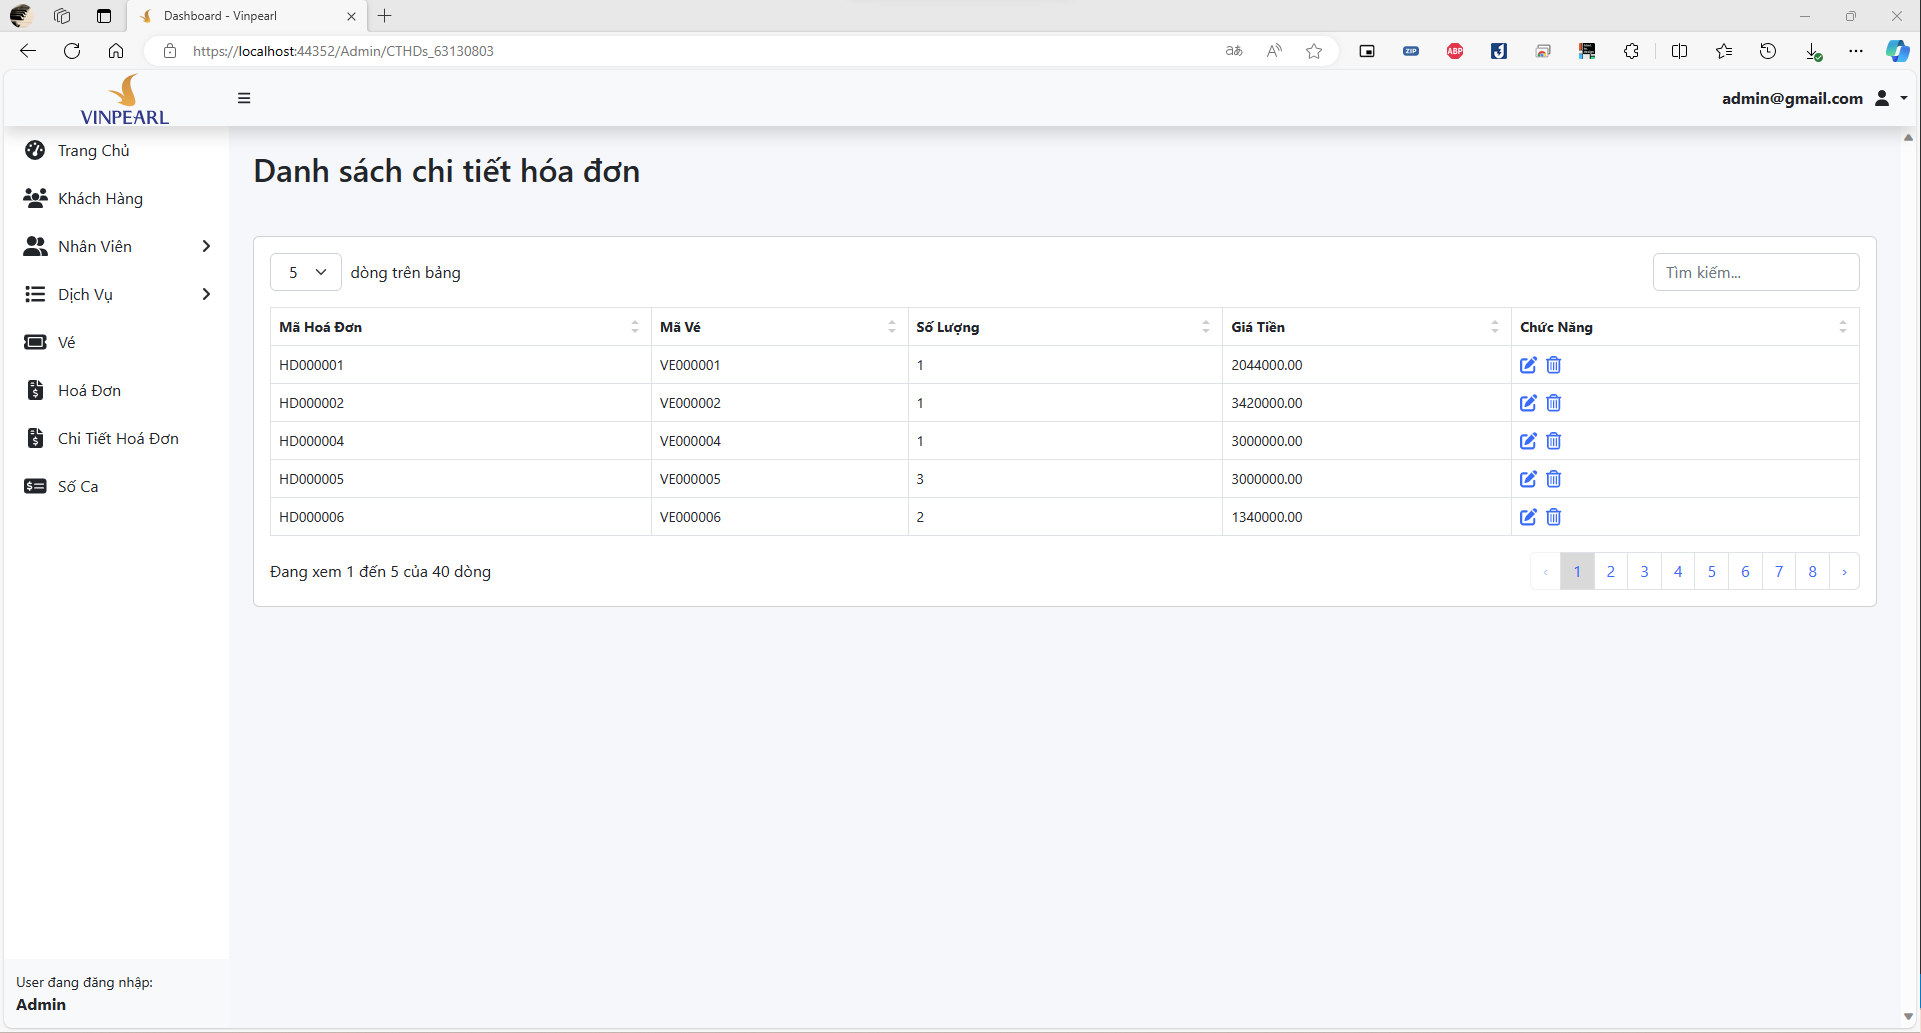 Dashboard - Vinpearl
https://localhost:44352/Admin/CTHDs_63130803
ZIP
ABP
VINPEARL
admin@gmail.com
Trang Chủ
Khách Hàng
Nhân Viên
Dịch Vụ
Vé
Hoá Đơn
Chi Tiết Hoá Đơn
Số Ca
User đang đăng nhập:
Admin
Danh sách chi tiết hóa đơn
5 dòng trên bảng
Tìm kiếm...
Mã Hoá Đơn Mã Vé Số Lượng Giá Tiền Chức Năng
HD000001 VE000001 1 2044000.00
HD000002 VE000002 1 3420000.00
HD000004 VE000004 1 3000000.00
HD000005 VE000005 3 3000000.00
HD000006 VE000006 2 1340000.00
Đang xem 1 đến 5 của 40 dòng
‹ 1 2 3 4 5 6 7 8 ›